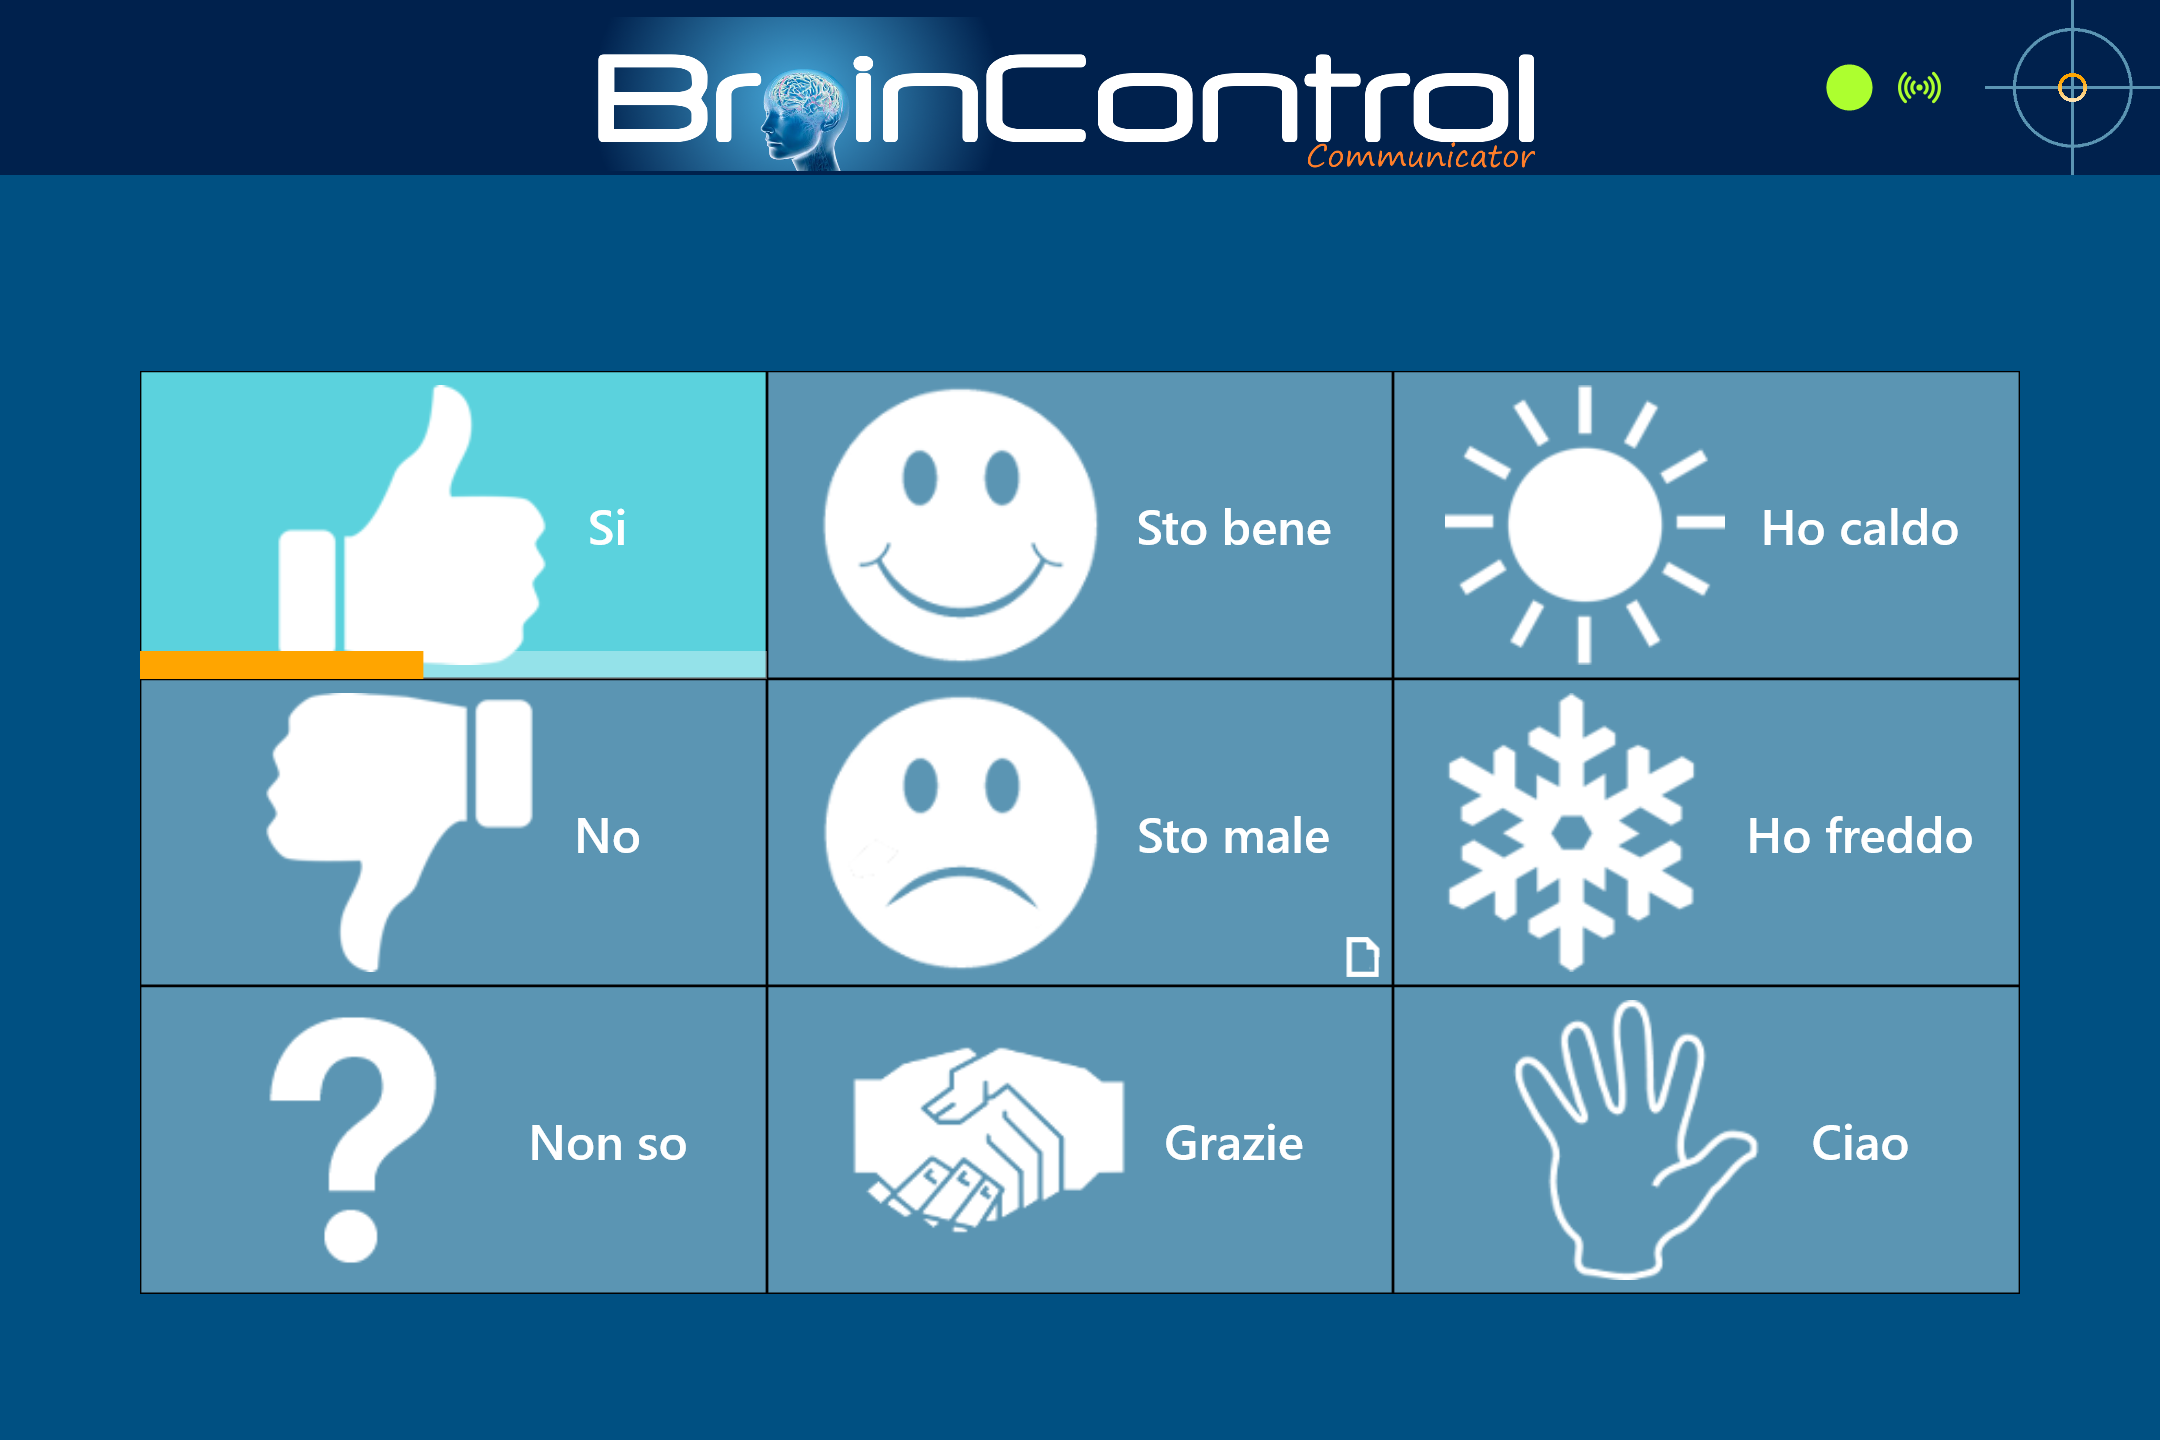 BrainControl
Communicator
Si
Sto bene
Ho caldo
No
Sto male
Ho freddo
Non so
Grazie
Ciao